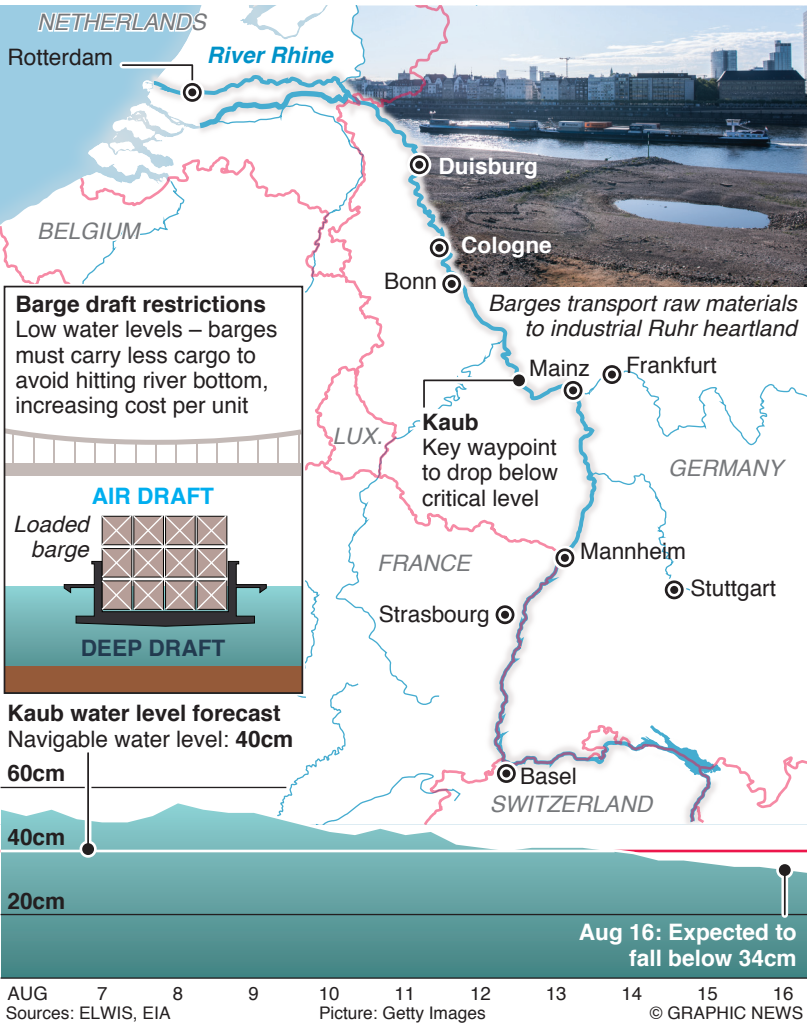 NETHERLANDS
Rotterdam
River Rhine
Duisburg
BELGIUM
Cologne
Bonn
Barges transport raw materials
to industrial Ruhr heartland
Barge draft restrictions
Low water levels – barges
must carry less cargo to
avoid hitting river bottom,
increasing cost per unit
AIR DRAFT
Loaded
barge
DEEP DRAFT
Mainz
Frankfurt
Kaub
Key waypoint
to drop below
critical level
LUX.
GERMANY
Mannheim
FRANCE
Stuttgart
Strasbourg
Basel
SWITZERLAND
Kaub water level forecast
Navigable water level: 40cm
60cm
40cm
20cm
Aug 16: Expected to
fall below 34cm
AUG 7 8 9 10 11 12 13 14 15 16
Sources: ELWIS, EIA Picture: Getty Images © GRAPHIC NEWS